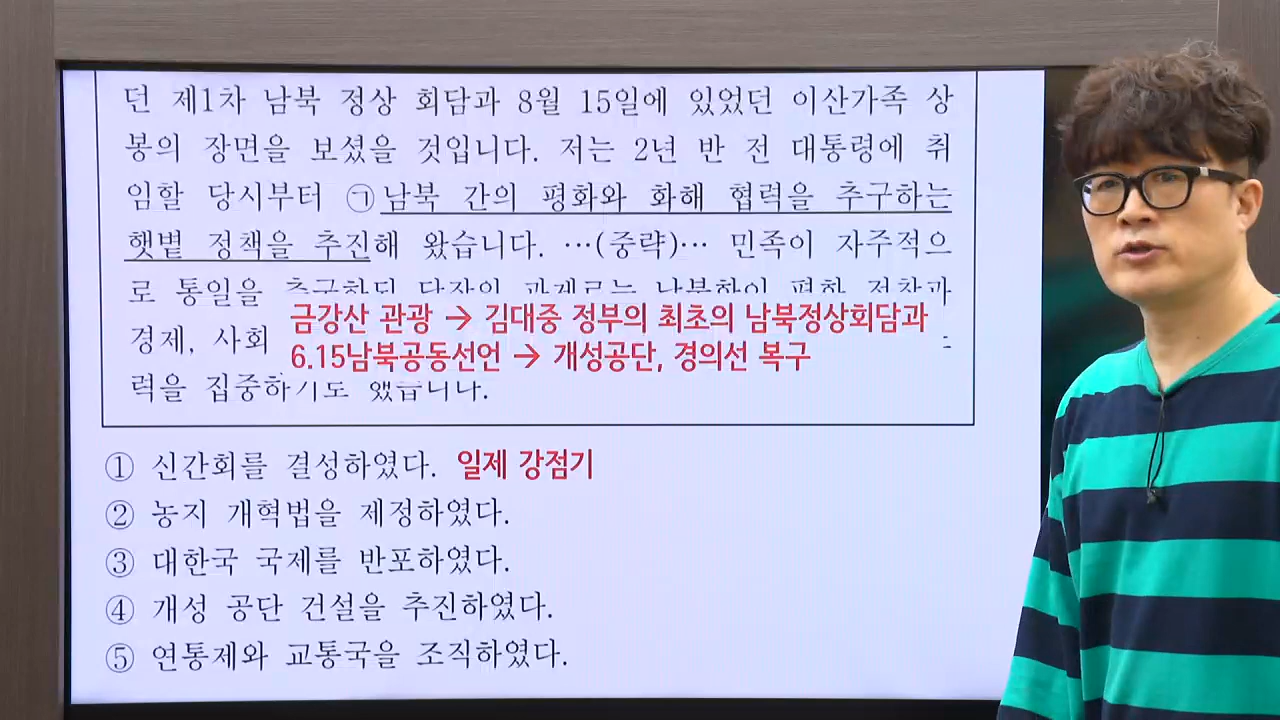 던 제1차 남북 정상 회담과 8월 15일에 있었던 이산가족 상
봉의 장면을 보셨을 것입니다. 저는 2년 반 전 대통령에 취
임할 당시부터 ㉠남북 간의 평화와 화해 협력을 추구하는
햇볕 정책을 추진해 왔습니다. …(중략)… 민족이 자주적으
로 통일을
금강산 관광 → 김대중 정부의 최초의 남북정상회담과
경제, 사회
6.15남북공동선언 → 개성공단, 경의선 복구
력을 집중하기도 했습니다.
① 신간회를 결성하였다. 일제 강점기
② 농지 개혁법을 제정하였다.
③ 대한국 국제를 반포하였다.
④ 개성 공단 건설을 추진하였다.
⑤ 연통제와 교통국을 조직하였다.